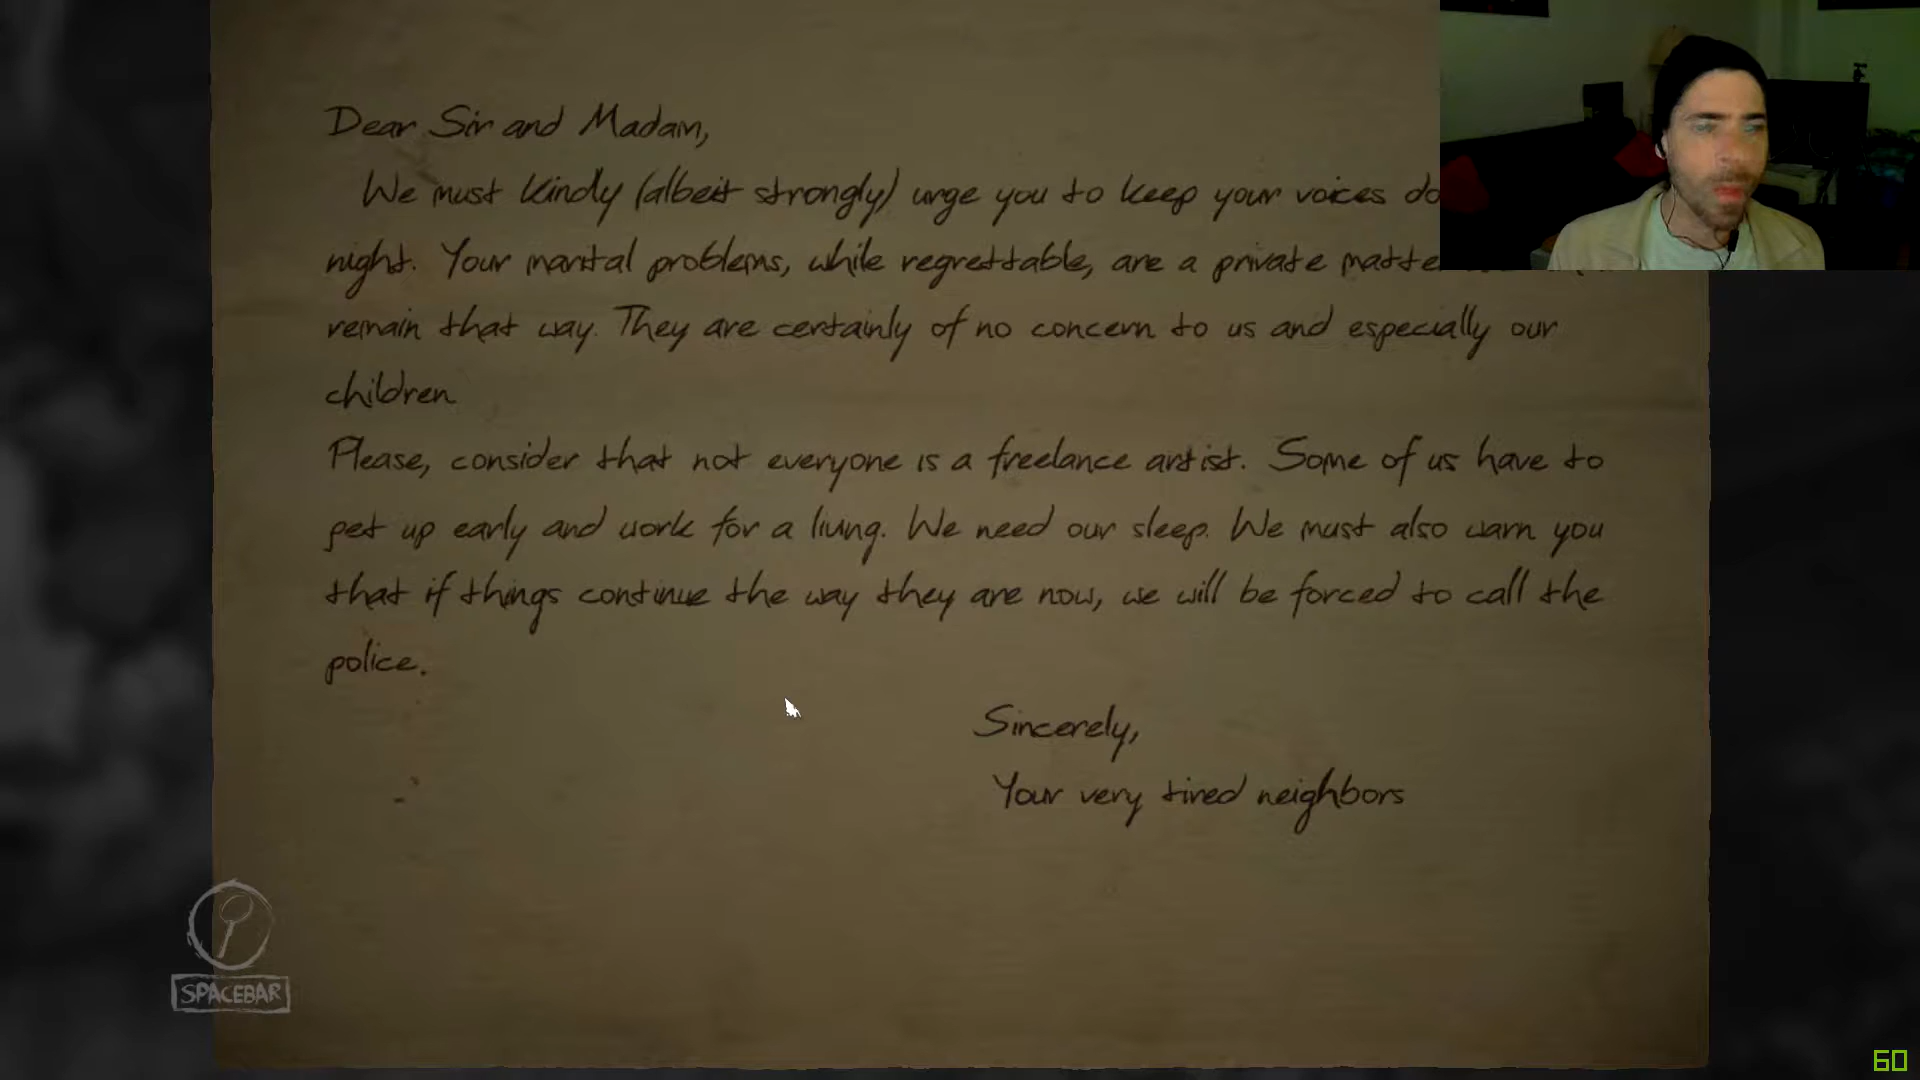 Dear Sir and Madam,
We must kindy (albeit strongly) urge you to keep your voices do
night. Your marital problems, while regrettable, are a private matte
remain that way. They are certainly of no concern to us and especially our
children.
Please, consider that not everyone is a freelance artist. Some of us have to
get up early and work for a living. We need our sleep. We must also warn you
that if things continue the way they are now, we will be forced to call the
police.
Sincerely,
Your very tired neighbors
SPACEBAR
60